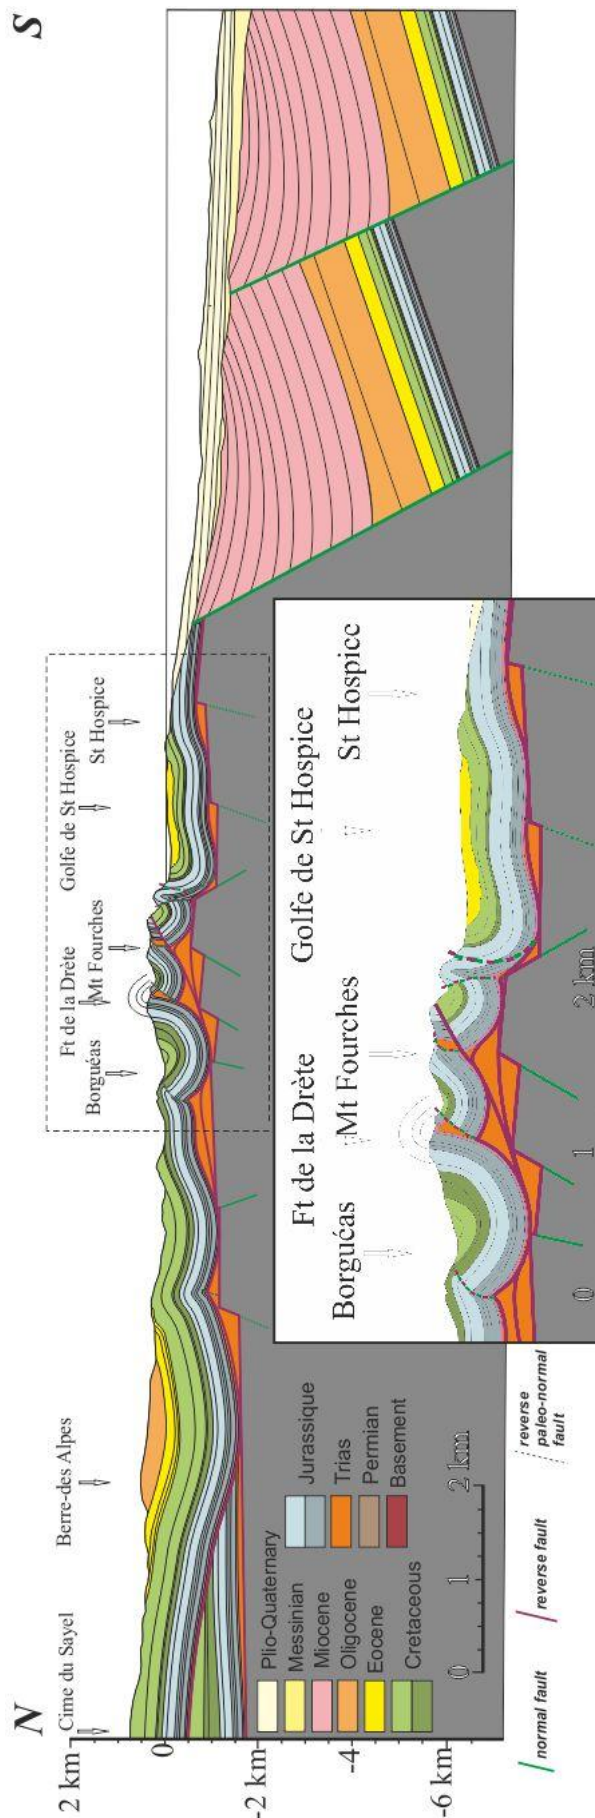 N
S
Cime du Sayel
Berre-des Alpes
Borguéas
Ft de la Drète
Mt Fourches
Golfe de St Hospice
St Hospice
2 km
0
-2 km
-4
-6 km
Plio-Quaternary
Messinian
Miocene
Oligocene
Eocene
Cretaceous
Jurassique
Trias
Permian
Basement
0
1
2 km
normal fault
reverse fault
reverse
paleo-normal
fault
Borguéas
Ft de la Drète
Mt Fourches
Golfe de St Hospice
St Hospice
0
1
2 km